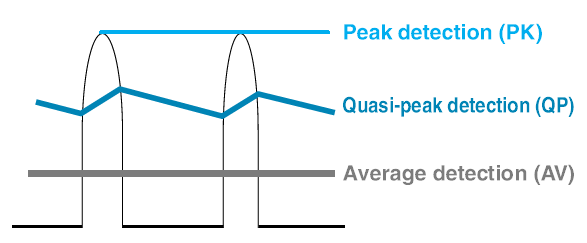 Peak detection (PK)
Quasi-peak detection (QP)
Average detection (AV)